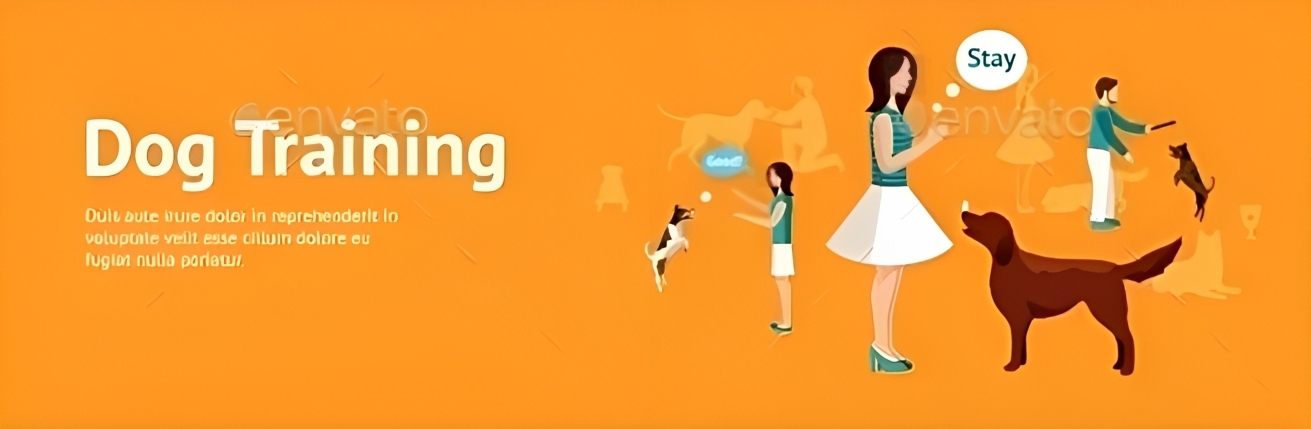 Dog Training
Duis aute irure dolor in reprehenderit in
voluptate velit esse cillum dolore eu
fugiat nulla pariatur.
Stay
Good!
envato
envato